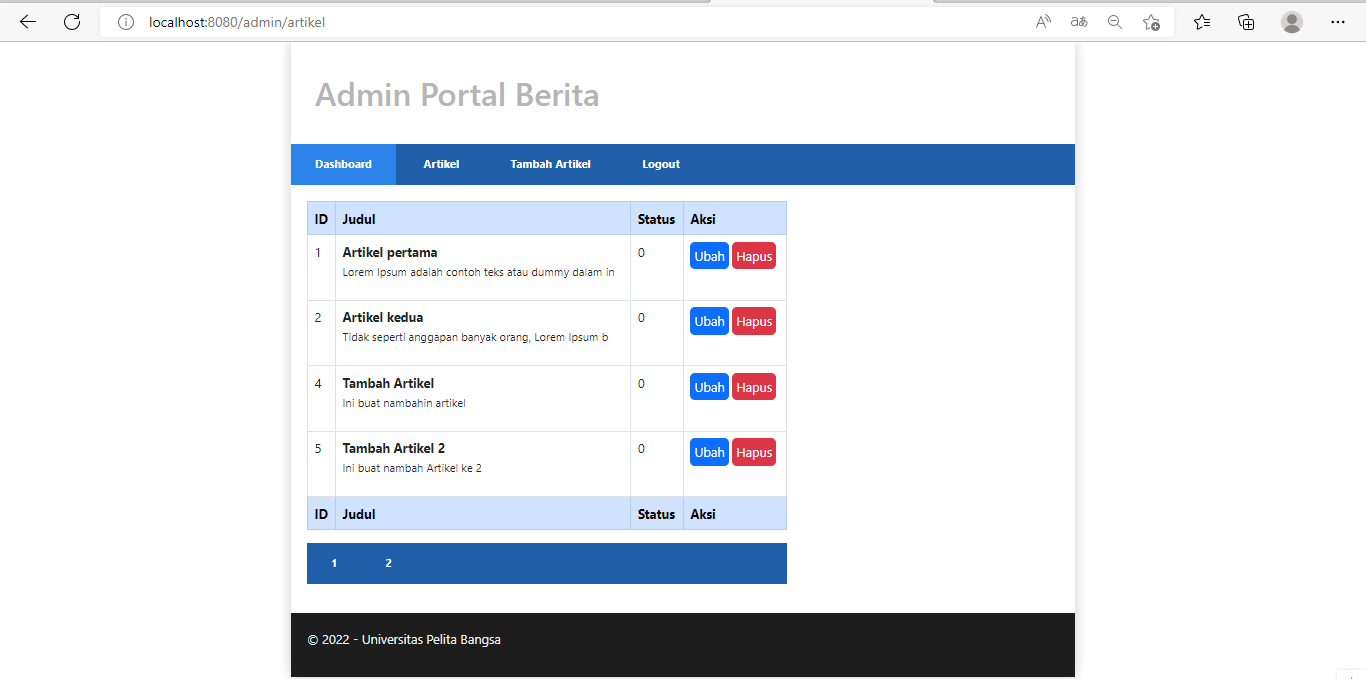 localhost:8080/admin/artikel
Admin Portal Berita
Dashboard Artikel Tambah Artikel Logout
ID Judul Status Aksi
1 Artikel pertama 0 Ubah Hapus
Lorem Ipsum adalah contoh teks atau dummy dalam in
2 Artikel kedua 0 Ubah Hapus
Tidak seperti anggapan banyak orang, Lorem Ipsum b
4 Tambah Artikel 0 Ubah Hapus
Ini buat nambahin artikel
5 Tambah Artikel 2 0 Ubah Hapus
Ini buat nambah Artikel ke 2
ID Judul Status Aksi
1 2
© 2022 - Universitas Pelita Bangsa